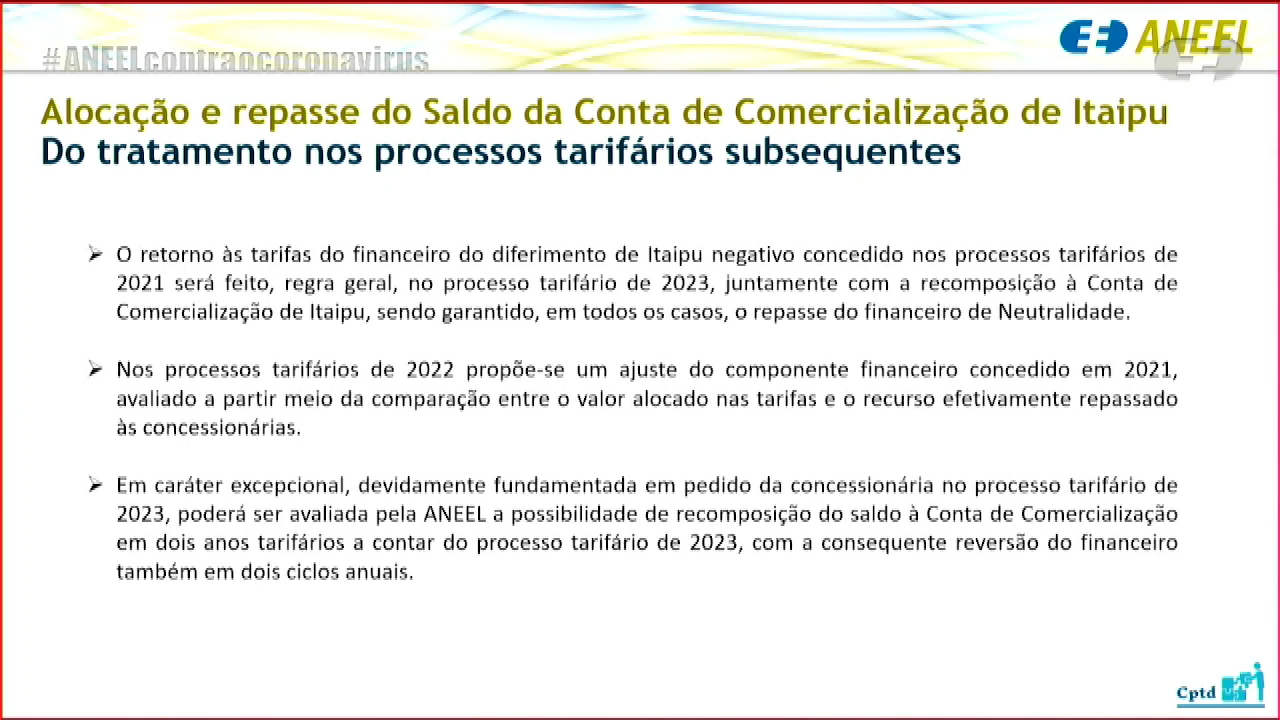 #ANEELcontraocoronavirus
ANEEL
Alocação e repasse do Saldo da Conta de Comercialização de Itaipu
Do tratamento nos processos tarifários subsequentes
O retorno às tarifas do financeiro do diferimento de Itaipu negativo concedido nos processos tarifários de
2021 será feito, regra geral, no processo tarifário de 2023, juntamente com a recomposição à Conta de
Comercialização de Itaipu, sendo garantido, em todos os casos, o repasse do financeiro de Neutralidade.
Nos processos tarifários de 2022 propõe-se um ajuste do componente financeiro concedido em 2021,
avaliado a partir meio da comparação entre o valor alocado nas tarifas e o recurso efetivamente repassado
às concessionárias.
Em caráter excepcional, devidamente fundamentada em pedido da concessionária no processo tarifário de
2023, poderá ser avaliada pela ANEEL a possibilidade de recomposição do saldo à Conta de Comercialização
em dois anos tarifários a contar do processo tarifário de 2023, com a consequente reversão do financeiro
também em dois ciclos anuais.
Cptd